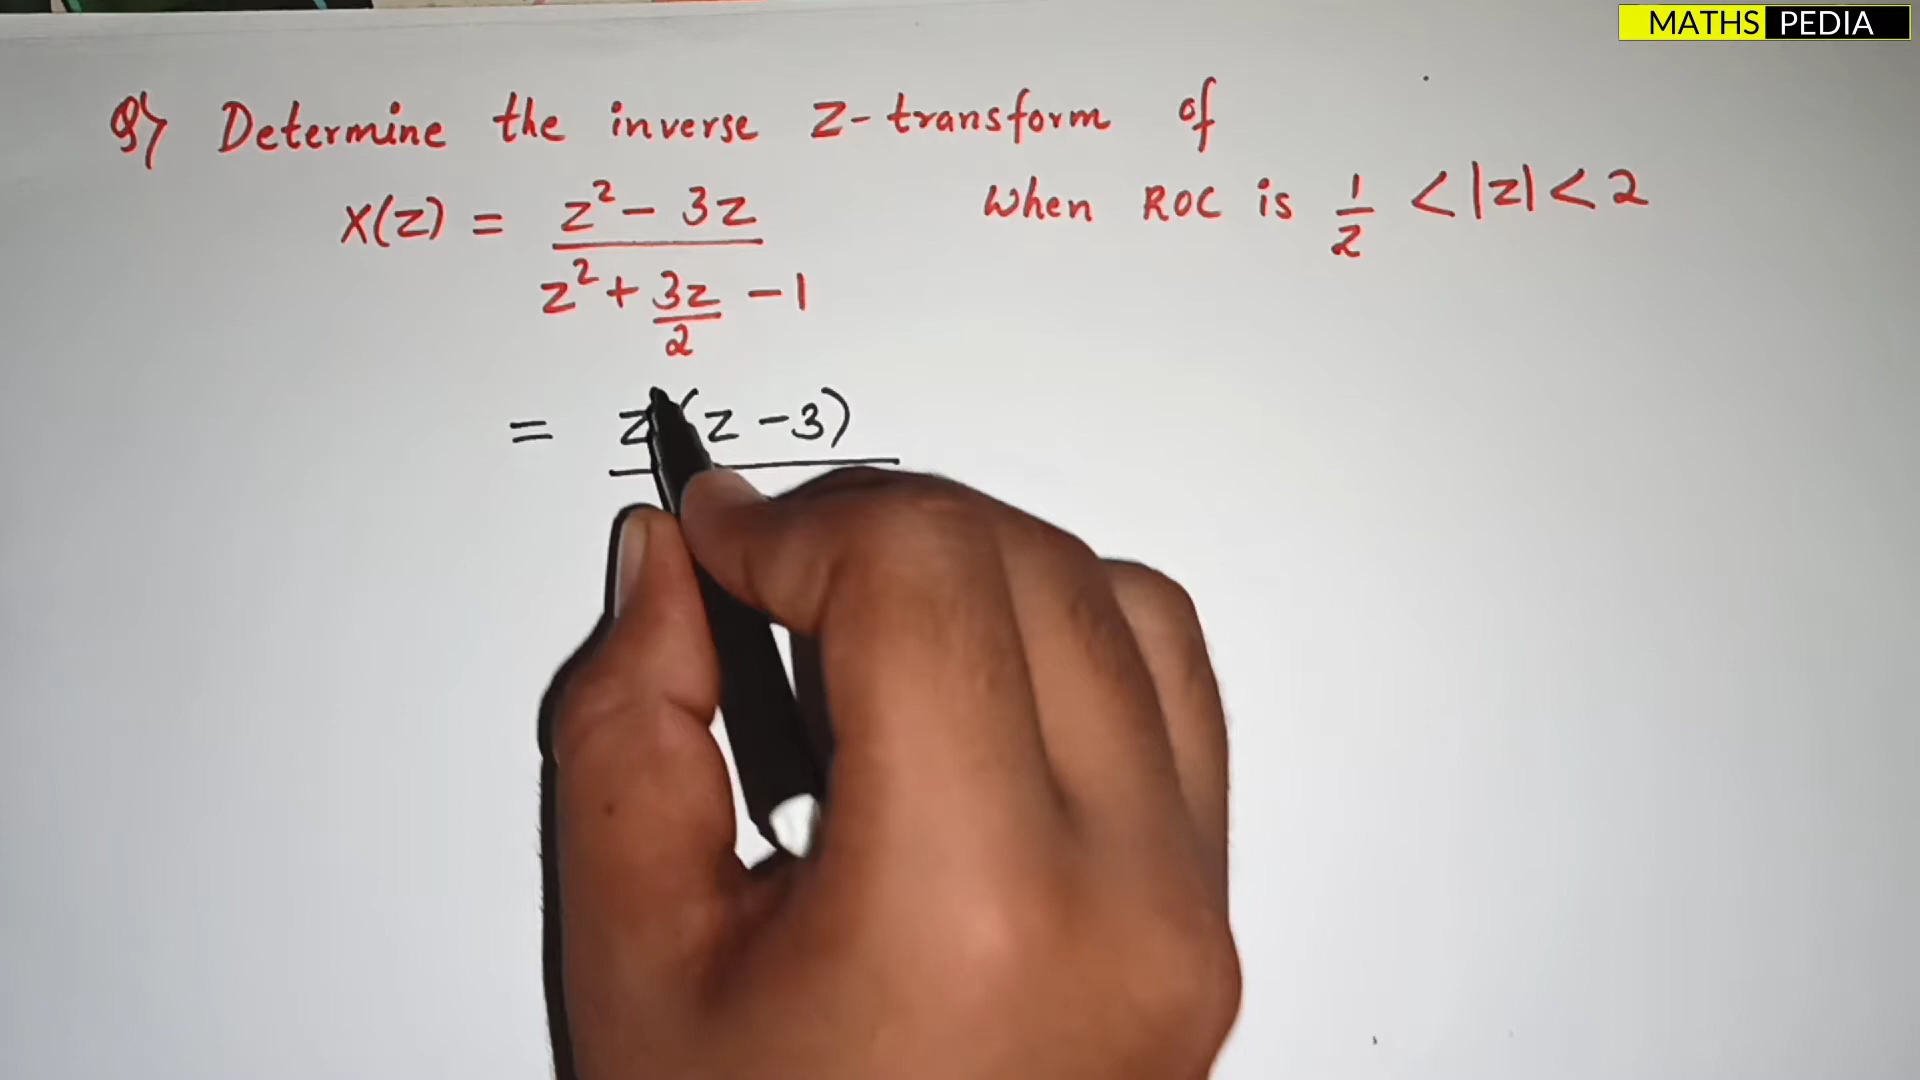 MATHS PEDIA
Q) Determine the inverse Z-transform of
X(z) = z² - 3z / z² + 3z/2 - 1 When ROC is 1/2 < |z| < 2
= z (z - 3)